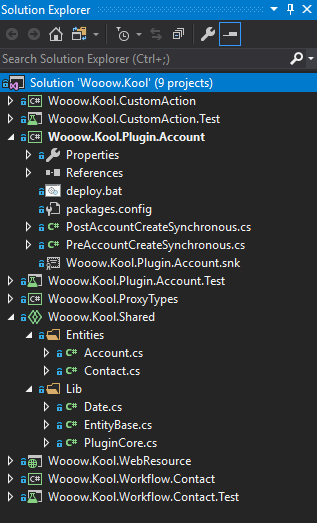 Solution Explorer
Search Solution Explorer (Ctrl+;)
Solution 'Wooow.Kool' (9 projects)
Wooow.Kool.CustomAction
Wooow.Kool.CustomAction.Test
Wooow.Kool.Plugin.Account
Properties
References
deploy.bat
packages.config
PostAccountCreateSynchronous.cs
PreAccountCreateSynchronous.cs
Wooow.Kool.Plugin.Account.snk
Wooow.Kool.Plugin.Account.Test
Wooow.Kool.ProxyTypes
Wooow.Kool.Shared
Entities
C# Account.cs
C# Contact.cs
Lib
C# Date.cs
C# EntityBase.cs
C# PluginCore.cs
Wooow.Kool.WebResource
Wooow.Kool.Workflow.Contact
Wooow.Kool.Workflow.Contact.Test